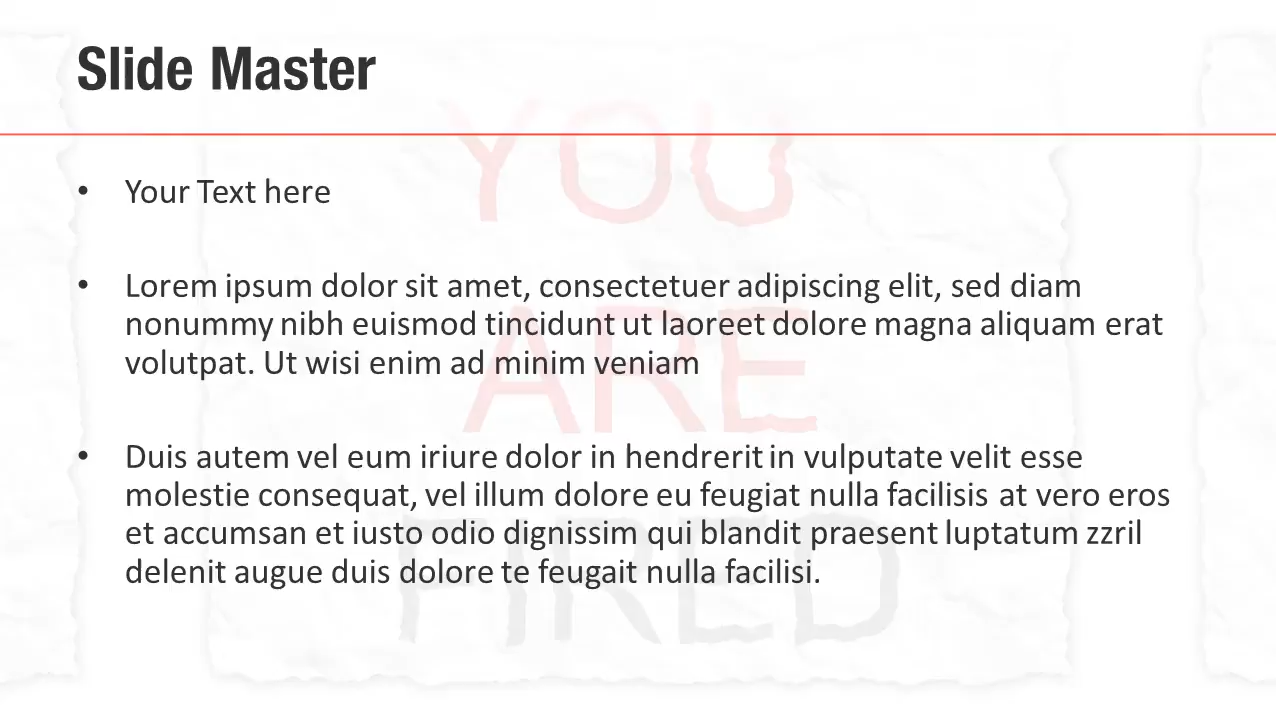 Slide Master
YOU
• Your Text here
• Lorem ipsum dolor sit amet, consectetuer adipiscing elit, sed diam
nonummy nibh euismod tincidunt ut laoreet dolore magna aliquam erat
volutpat. Ut wisi enim ad minim veniam
ARE
• Duis autem vel eum iriure dolor in hendrerit in vulputate velit esse
molestie consequat, vel illum dolore eu feugiat nulla facilisis at vero eros
et accumsan et iusto odio dignissim qui blandit praesent luptatum zzril
delenit augue duis dolore te feugait nulla facilisi.
FIRED